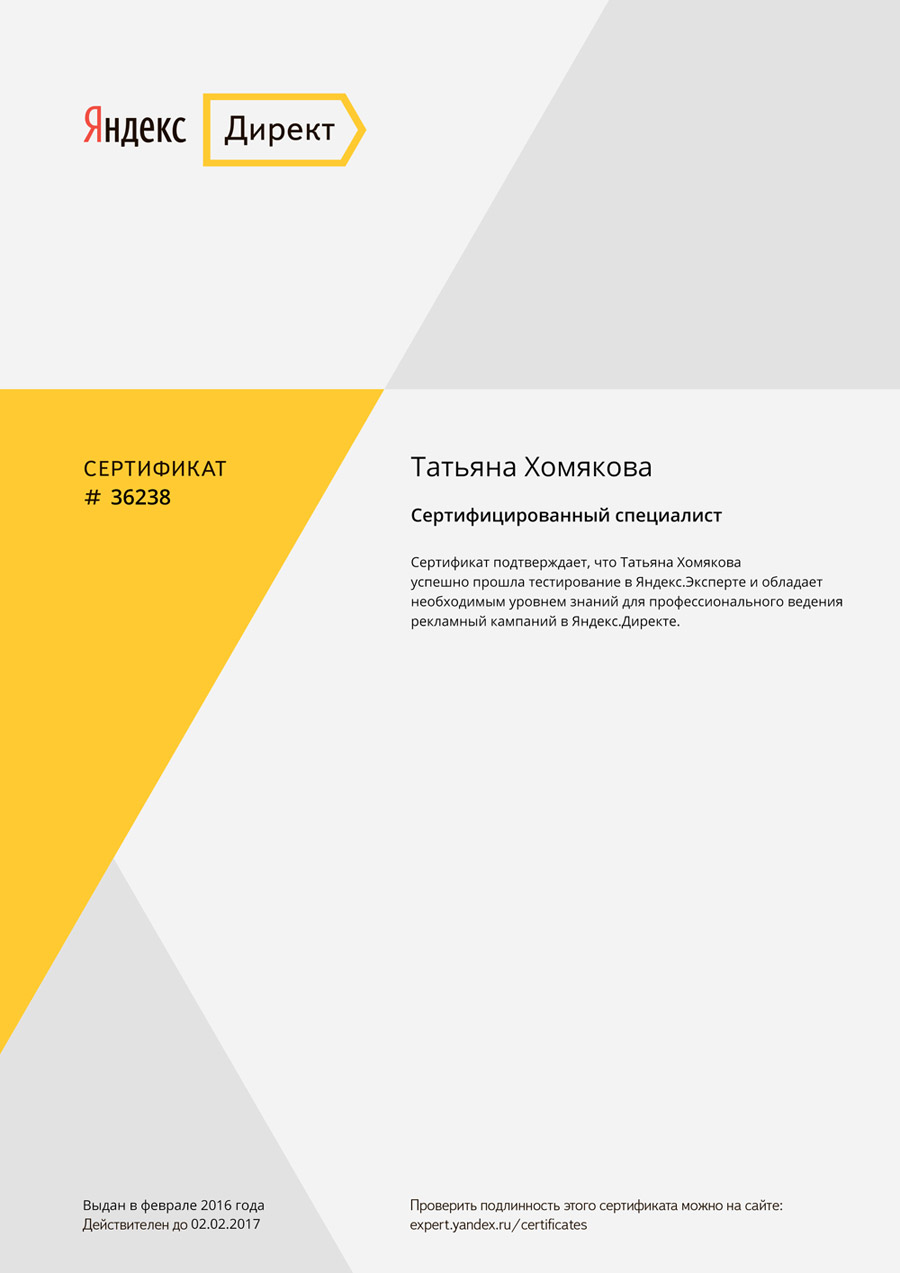 Яндекс Директ
СЕРТИФИКАТ
# 36238
Татьяна Хомякова
Сертифицированный специалист
Сертификат подтверждает, что Татьяна Хомякова
успешно прошла тестирование в Яндекс.Эксперте и обладает
необходимым уровнем знаний для профессионального ведения
рекламный кампаний в Яндекс.Директе.
Выдан в феврале 2016 года
Действителен до 02.02.2017
Проверить подлинность этого сертификата можно на сайте:
expert.yandex.ru/certificates